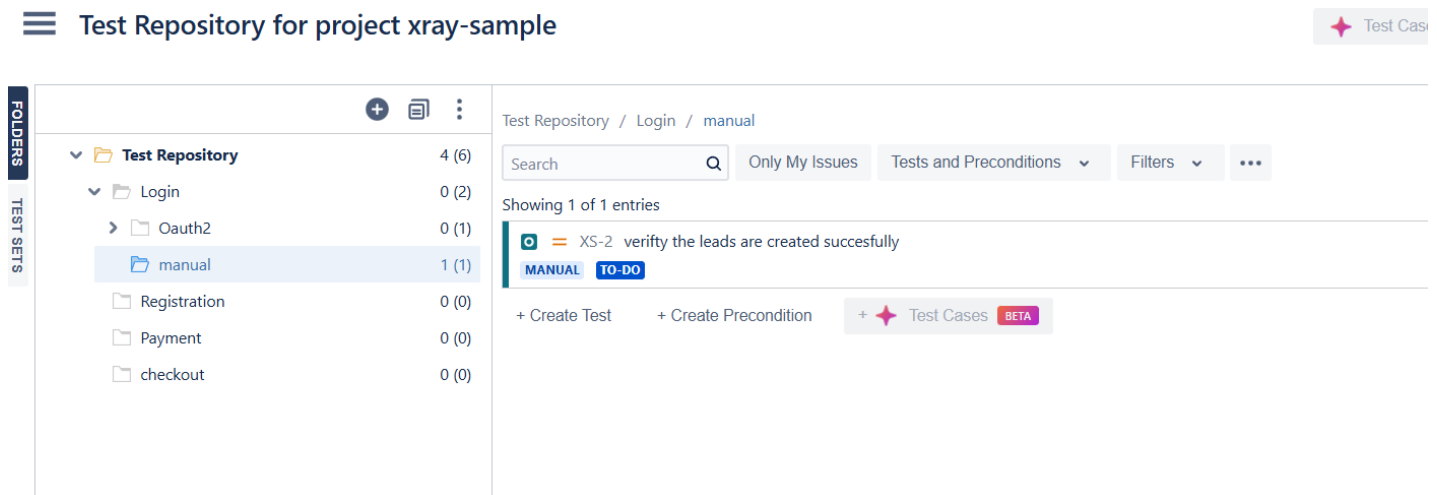 Test Repository for project xray-sample
Test Cas
FOLDERS
TEST SETS
Test Repository 4 (6)
Login 0 (2)
Oauth2 0 (1)
manual 1 (1)
Registration 0 (0)
Payment 0 (0)
checkout 0 (0)
Test Repository / Login / manual
Search Only My Issues Tests and Preconditions Filters
Showing 1 of 1 entries
XS-2 verifty the leads are created succesfully
MANUAL TO-DO
+ Create Test + Create Precondition + Test Cases BETA